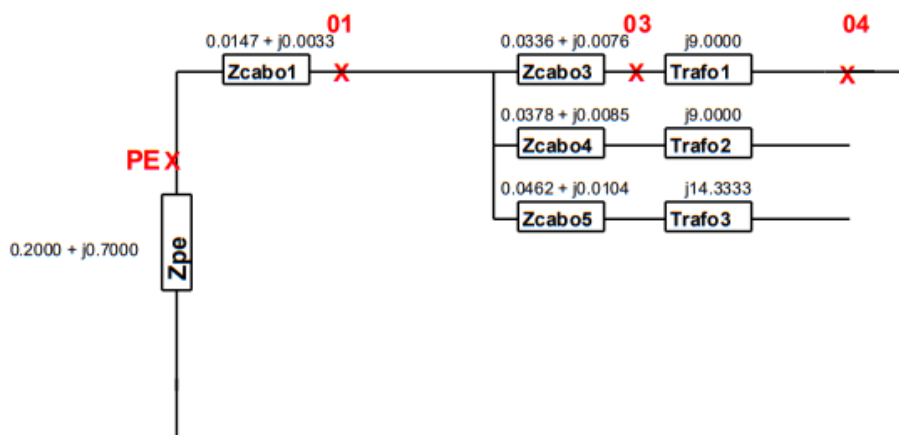 01
03
04
0.0147 + j0.0033
0.0336 + j0.0076
j9.0000
Zcabo1
X
Zcabo3
X
Trafo1
X
0.0378 + j0.0085
j9.0000
Zcabo4
Trafo2
PE X
0.0462 + j0.0104
j14.3333
Zcabo5
Trafo3
0.2000 + j0.7000
Zpe